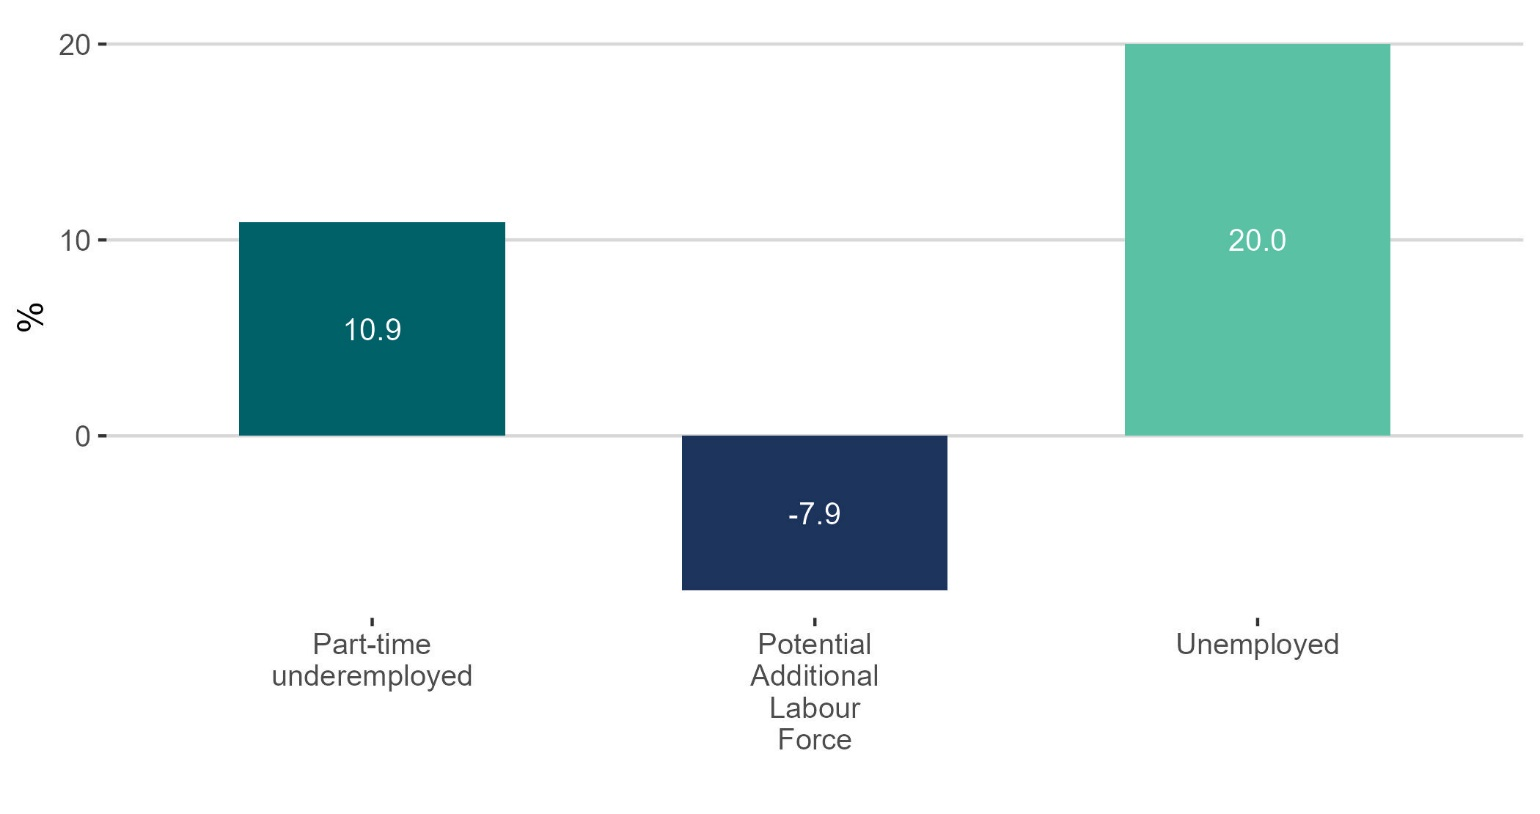 20
10
0
%
10.9
-7.9
20.0
Part-time
underemployed
Potential
Additional
Labour
Force
Unemployed